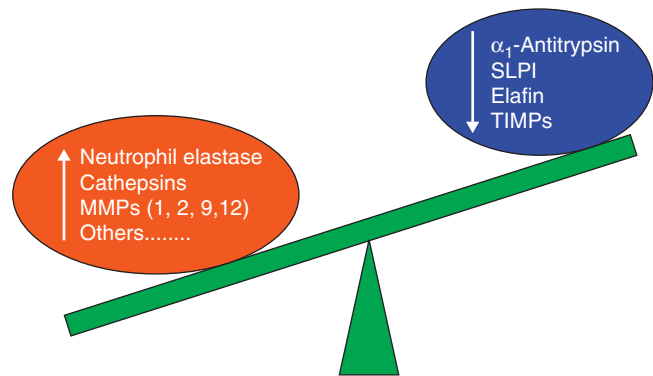 Neutrophil elastase
Cathepsins
MMPs (1, 2, 9,12)
Others........
α₁-Antitrypsin
SLPI
Elafin
TIMPs